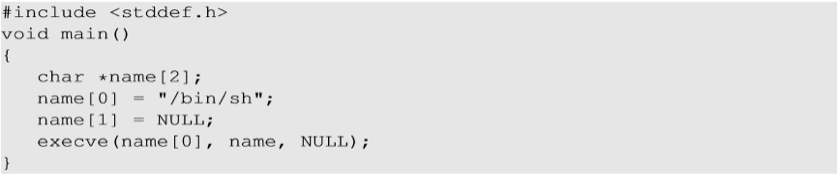 #include <stddef.h>
void main()
{
   char *name[2];
   name[0] = "/bin/sh";
   name[1] = NULL;
   execve(name[0], name, NULL);
}